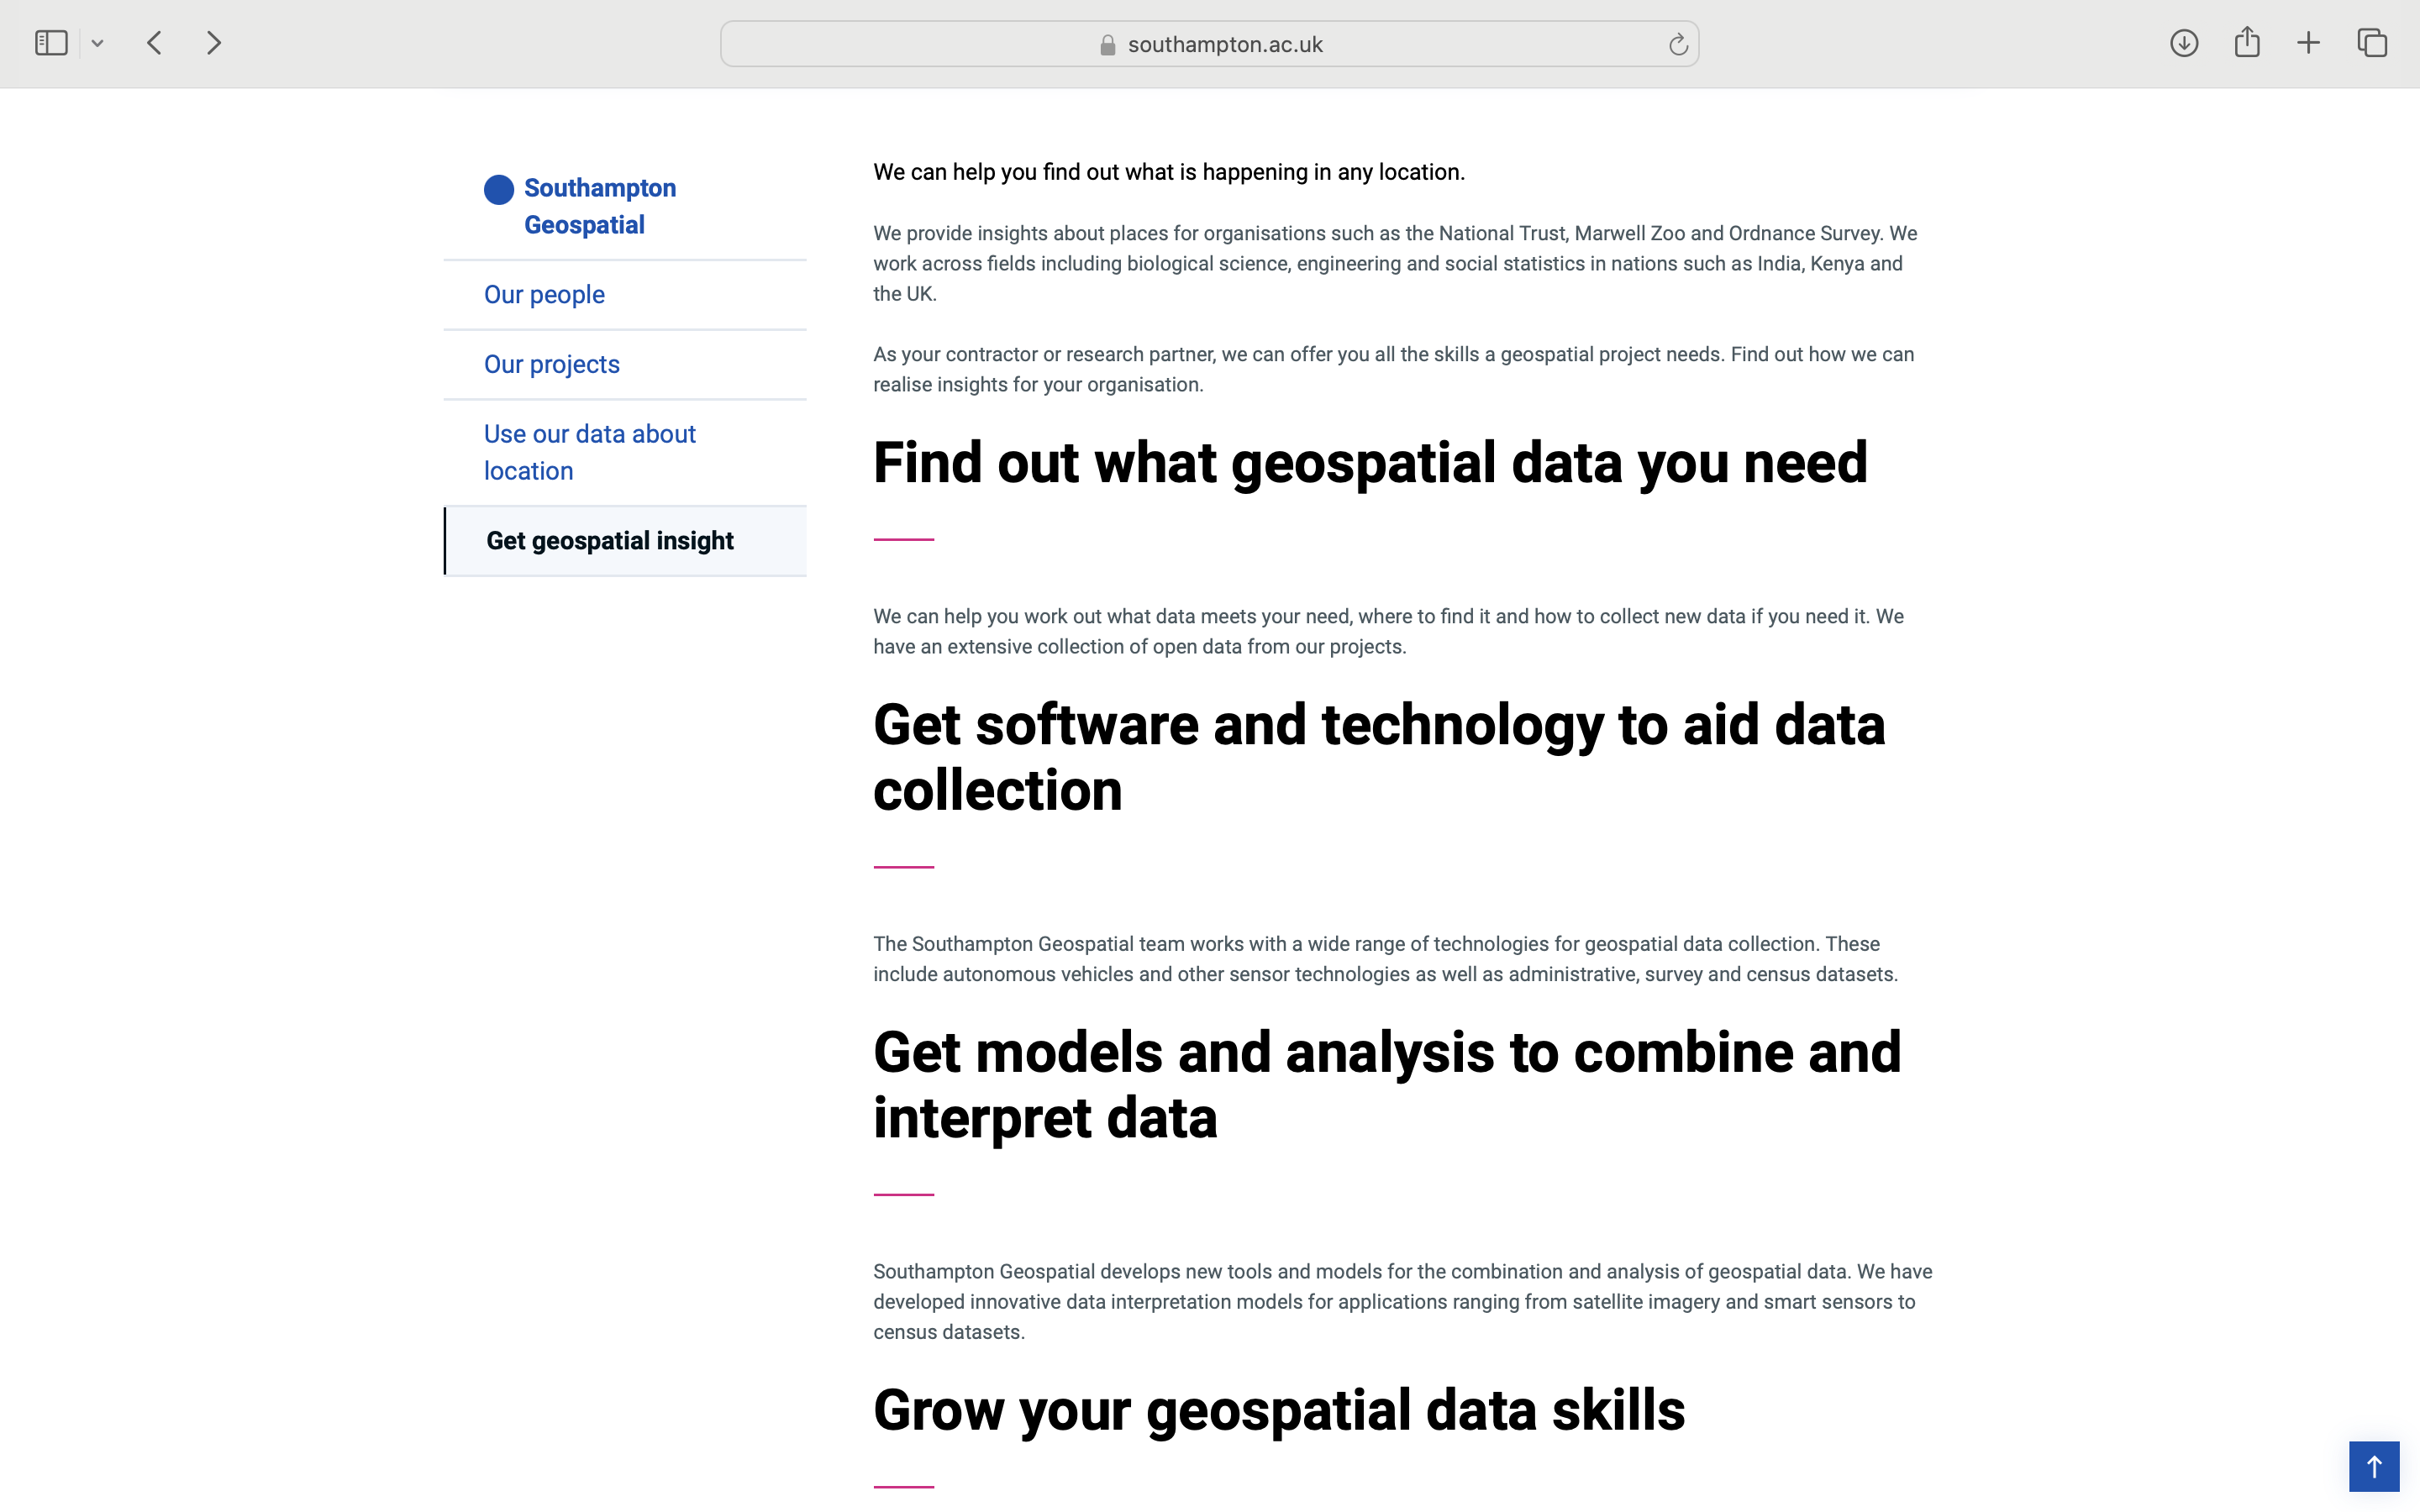 southampton.ac.uk
Southampton
Geospatial
Our people
Our projects
Use our data about
location
Get geospatial insight
We can help you find out what is happening in any location.
We provide insights about places for organisations such as the National Trust, Marwell Zoo and Ordnance Survey. We
work across fields including biological science, engineering and social statistics in nations such as India, Kenya and
the UK.
As your contractor or research partner, we can offer you all the skills a geospatial project needs. Find out how we can
realise insights for your organisation.
Find out what geospatial data you need
We can help you work out what data meets your need, where to find it and how to collect new data if you need it. We
have an extensive collection of open data from our projects.
Get software and technology to aid data
collection
The Southampton Geospatial team works with a wide range of technologies for geospatial data collection. These
include autonomous vehicles and other sensor technologies as well as administrative, survey and census datasets.
Get models and analysis to combine and
interpret data
Southampton Geospatial develops new tools and models for the combination and analysis of geospatial data. We have
developed innovative data interpretation models for applications ranging from satellite imagery and smart sensors to
census datasets.
Grow your geospatial data skills